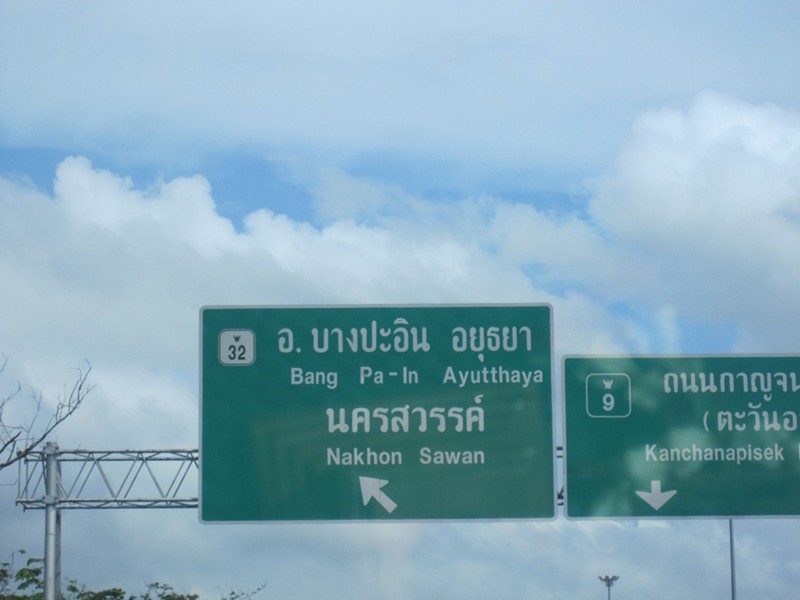 32
อ. บางปะอิน อยุธยา
Bang Pa-In Ayutthaya
นครสวรรค์
Nakhon Sawan
9
ถนนกาญจน
(ตะวันอ
Kanchanapisek